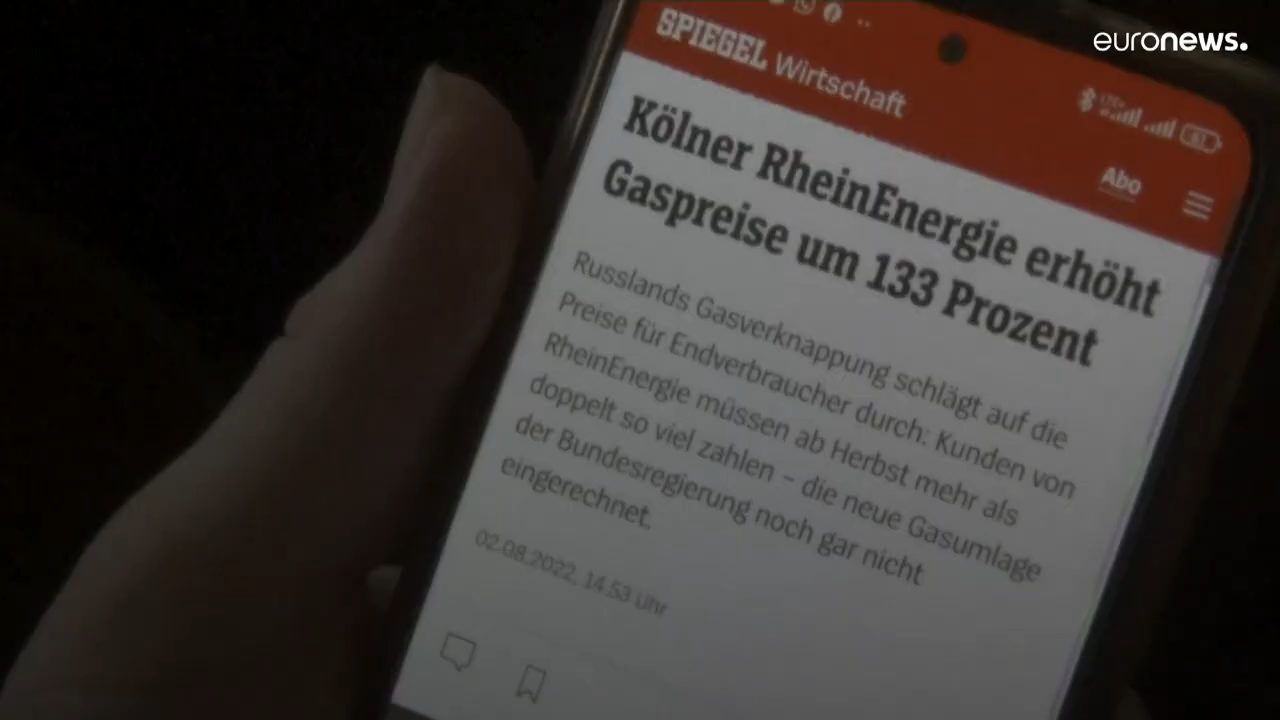 euronews.
SPIEGEL Wirtschaft
LTE+
61
Abo
Kölner RheinEnergie erhöht
Gaspreise um 133 Prozent
Russlands Gasverknappung schlägt auf die
Preise für Endverbraucher durch: Kunden von
RheinEnergie müssen ab Herbst mehr als
doppelt so viel zahlen – die neue Gasumlage
der Bundesregierung noch gar nicht
eingerechnet.
02.08.2022, 14.53 Uhr